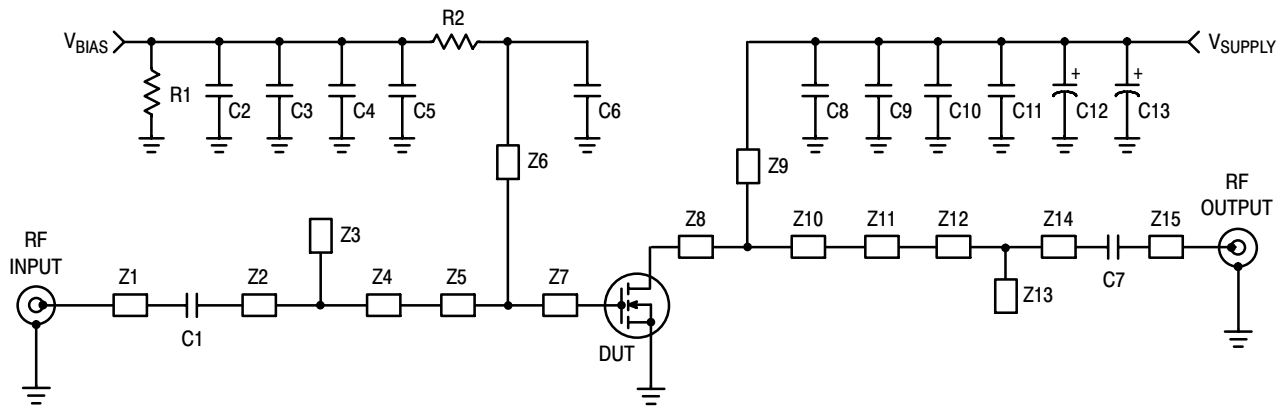 R2
VBIAS
VSUPPLY
R1
C2
C3
C4
C5
C6
C8
C9
C10
C11
+
C12
+
C13
Z6
Z9
RF
INPUT
Z1
C1
Z2
Z3
Z4
Z5
Z7
DUT
Z8
Z10
Z11
Z12
Z13
Z14
C7
Z15
RF
OUTPUT